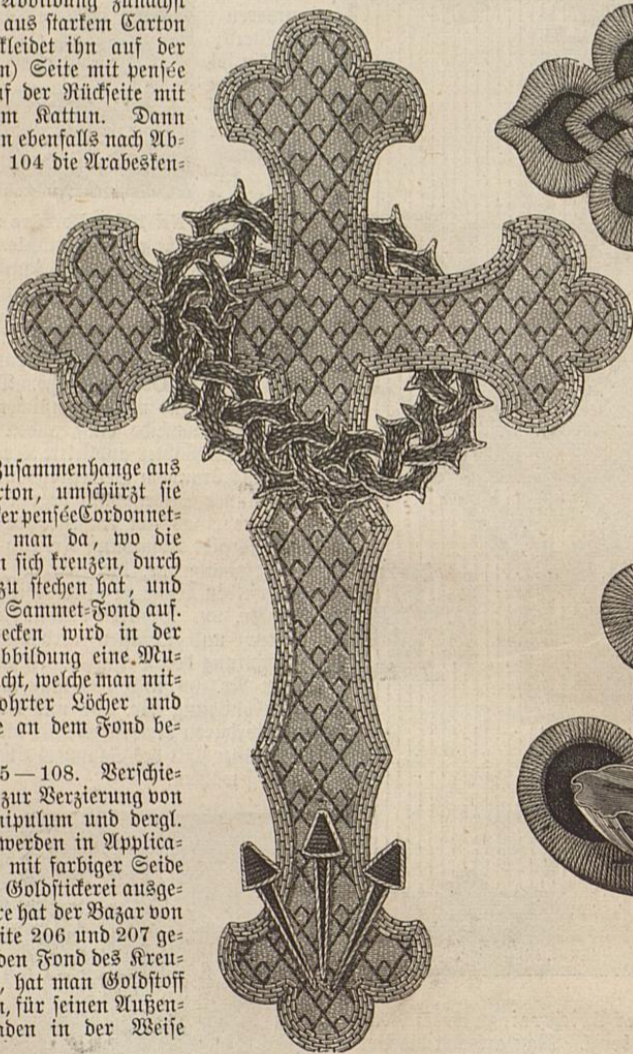 Abbildung zunächst
aus starkem Carton
kleidet ihn auf der
n) Seite mit pensée
uf der Rückseite mit
m Kattun. Dann
n ebenfalls nach Ab-
104 die Arabesken-
Zusammenhange aus
rton, umschürzt sie
er penséeCordonnet-
man da, wo die
n sich kreuzen, durch
zu stechen hat, und
Sammet-Fond auf.
ecken wird in der
bbildung eine Mu-
cht, welche man mit-
ohrter Löcher und
e an dem Fond be-
5—108. Verschie-
zur Verzierung von
nipulum und dergl.
werden in Applica-
mit farbiger Seide
Goldstickerei ausge-
re hat der Bazar von
ite 206 und 207 ge-
den Fond des Kreu-
, hat man Goldstoff
n, für seinen Außen-
nden in der Weise